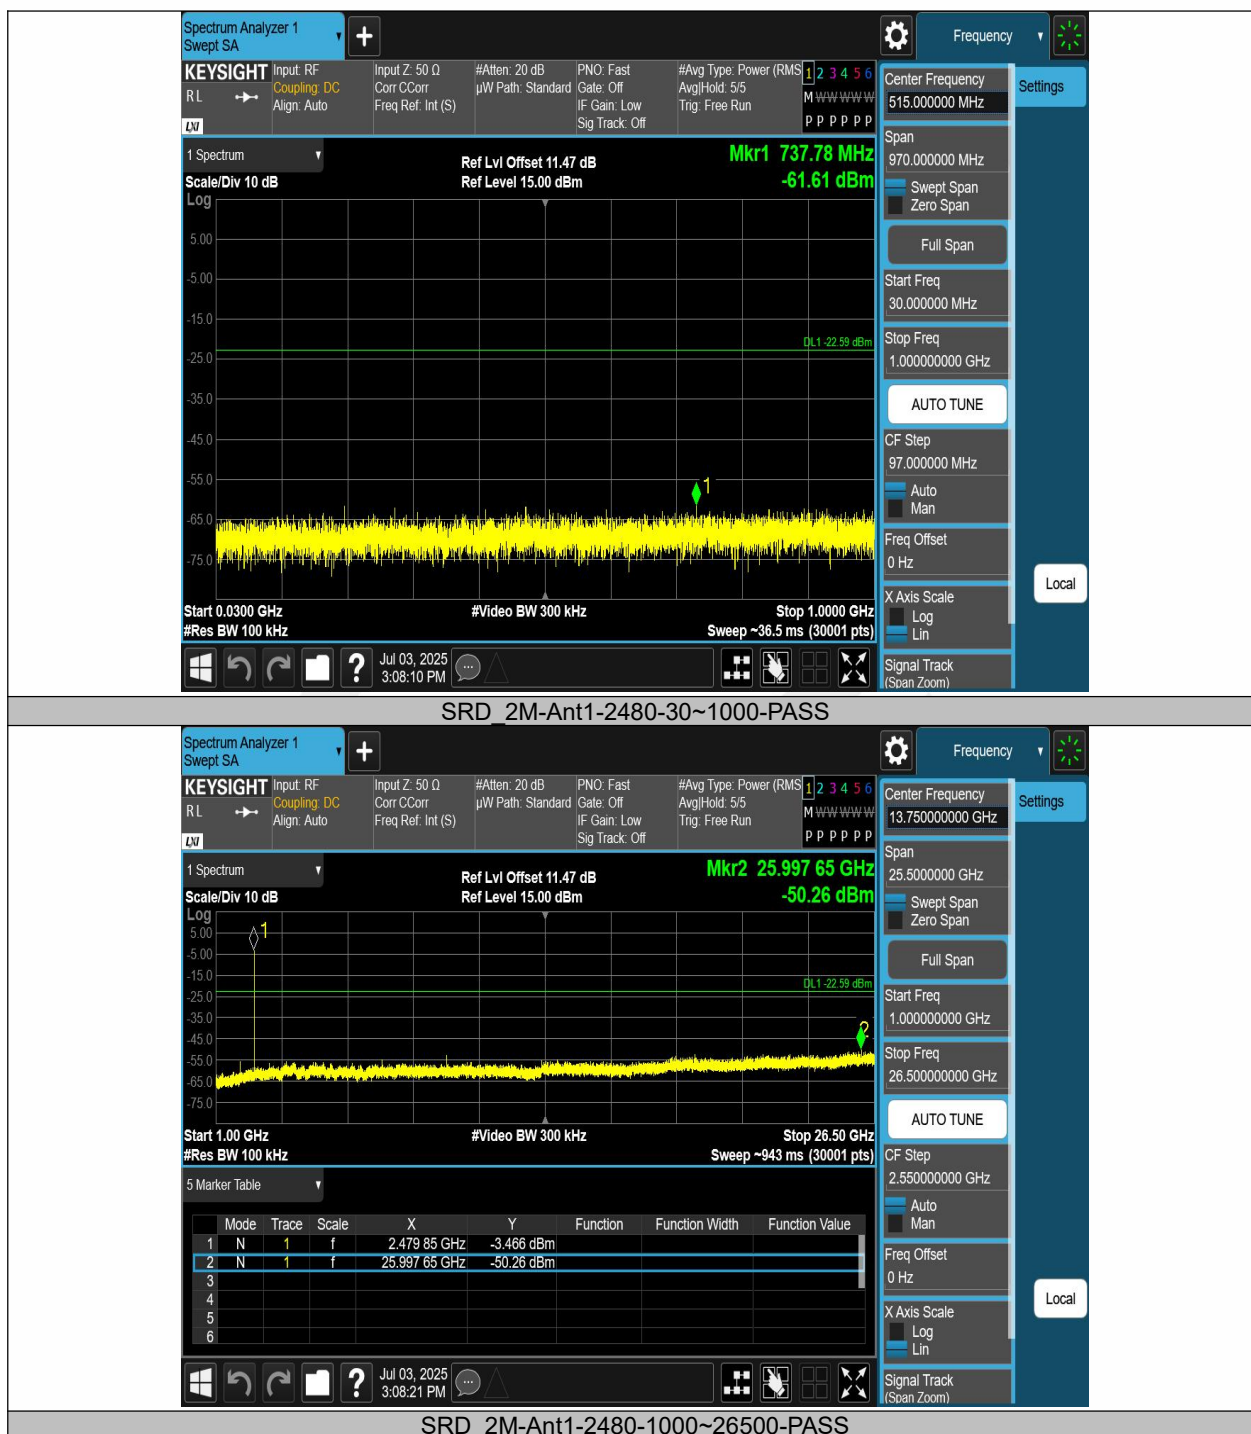 Spectrum Analyzer 1
Swept SA
Frequency
KEYSIGHT
RL
LXI
Input: RF
Coupling: DC
Align: Auto
Input Z: 50 Ω
Corr CCorr
Freq Ref: Int (S)
#Atten: 20 dB
µW Path: Standard
PNO: Fast
Gate: Off
IF Gain: Low
Sig Track: Off
#Avg Type: Power (RMS
Avg|Hold: 5/5
Trig: Free Run
1 2 3 4 5 6
M W W W W W
P P P P P P
1 Spectrum
Scale/Div 10 dB
Log
Ref Lvl Offset 11.47 dB
Ref Level 15.00 dBm
Mkr1 737.78 MHz
-61.61 dBm
5.00
-5.00
-15.0
DL1 -22.59 dBm
-25.0
-35.0
-45.0
-55.0
1
-65.0
-75.0
Start 0.0300 GHz
#Res BW 100 kHz
#Video BW 300 kHz
Stop 1.0000 GHz
Sweep ~36.5 ms (30001 pts)
Jul 03, 2025
3:08:10 PM
Center Frequency
515.000000 MHz
Settings
Span
970.000000 MHz
Swept Span
Zero Span
Full Span
Start Freq
30.000000 MHz
Stop Freq
1.000000000 GHz
AUTO TUNE
CF Step
97.000000 MHz
Auto
Man
Freq Offset
0 Hz
X Axis Scale
Log
Lin
Local
Signal Track
(Span Zoom)
SRD_2M-Ant1-2480-30~1000-PASS
Spectrum Analyzer 1
Swept SA
Frequency
KEYSIGHT
RL
LXI
Input: RF
Coupling: DC
Align: Auto
Input Z: 50 Ω
Corr CCorr
Freq Ref: Int (S)
#Atten: 20 dB
µW Path: Standard
PNO: Fast
Gate: Off
IF Gain: Low
Sig Track: Off
#Avg Type: Power (RMS
Avg|Hold: 5/5
Trig: Free Run
1 2 3 4 5 6
M W W W W W
P P P P P P
1 Spectrum
Scale/Div 10 dB
Log
Ref Lvl Offset 11.47 dB
Ref Level 15.00 dBm
Mkr2 25.997 65 GHz
-50.26 dBm
5.00
1
-5.00
-15.0
DL1 -22.59 dBm
-25.0
-35.0
2
-45.0
-55.0
-65.0
-75.0
Start 1.00 GHz
#Res BW 100 kHz
#Video BW 300 kHz
Stop 26.50 GHz
Sweep ~943 ms (30001 pts)
5 Marker Table
Mode Trace Scale X Y Function Function Width Function Value
1 N 1 f 2.479 85 GHz -3.466 dBm
2 N 1 f 25.997 65 GHz -50.26 dBm
3
4
5
6
Jul 03, 2025
3:08:21 PM
Center Frequency
13.750000000 GHz
Settings
Span
25.5000000 GHz
Swept Span
Zero Span
Full Span
Start Freq
1.000000000 GHz
Stop Freq
26.500000000 GHz
AUTO TUNE
CF Step
2.550000000 GHz
Auto
Man
Freq Offset
0 Hz
X Axis Scale
Log
Lin
Local
Signal Track
(Span Zoom)
SRD_2M-Ant1-2480-1000~26500-PASS